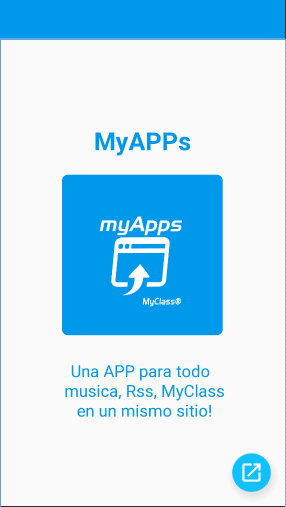 MyAPPs
myApps
MyClass®
Una APP para todo
musica, Rss, MyClass
en un mismo sitio!